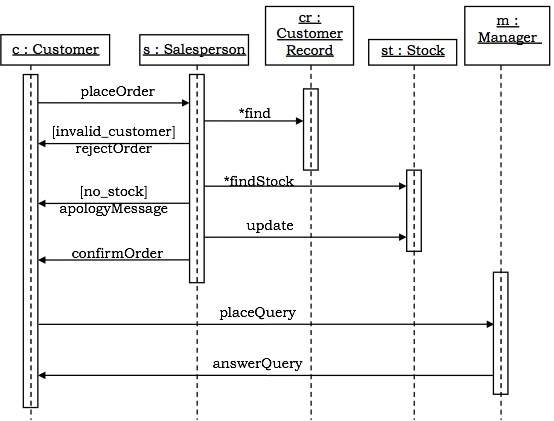 c : Customer
s : Salesperson
cr :
Customer
Record
st : Stock
m :
Manager
placeOrder
*find
[invalid_customer]
rejectOrder
*findStock
[no_stock]
apologyMessage
update
confirmOrder
placeQuery
answerQuery